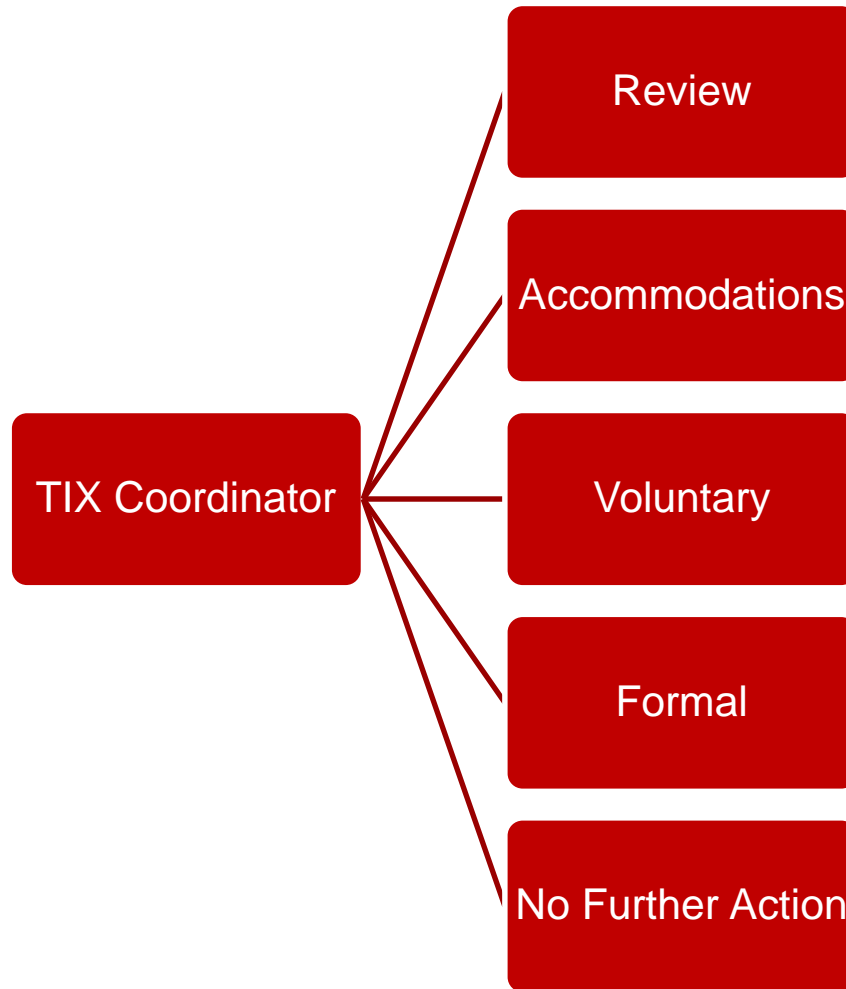 Review
Accommodations
TIX Coordinator
Voluntary
Formal
No Further Action